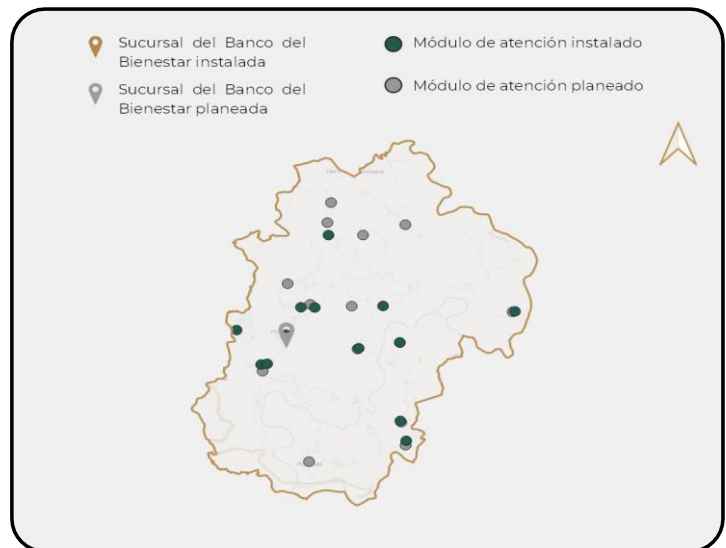 Sucursal del Banco del
Bienestar instalada
Sucursal del Banco del
Bienestar planeada
Módulo de atención instalado
Módulo de atención planeado